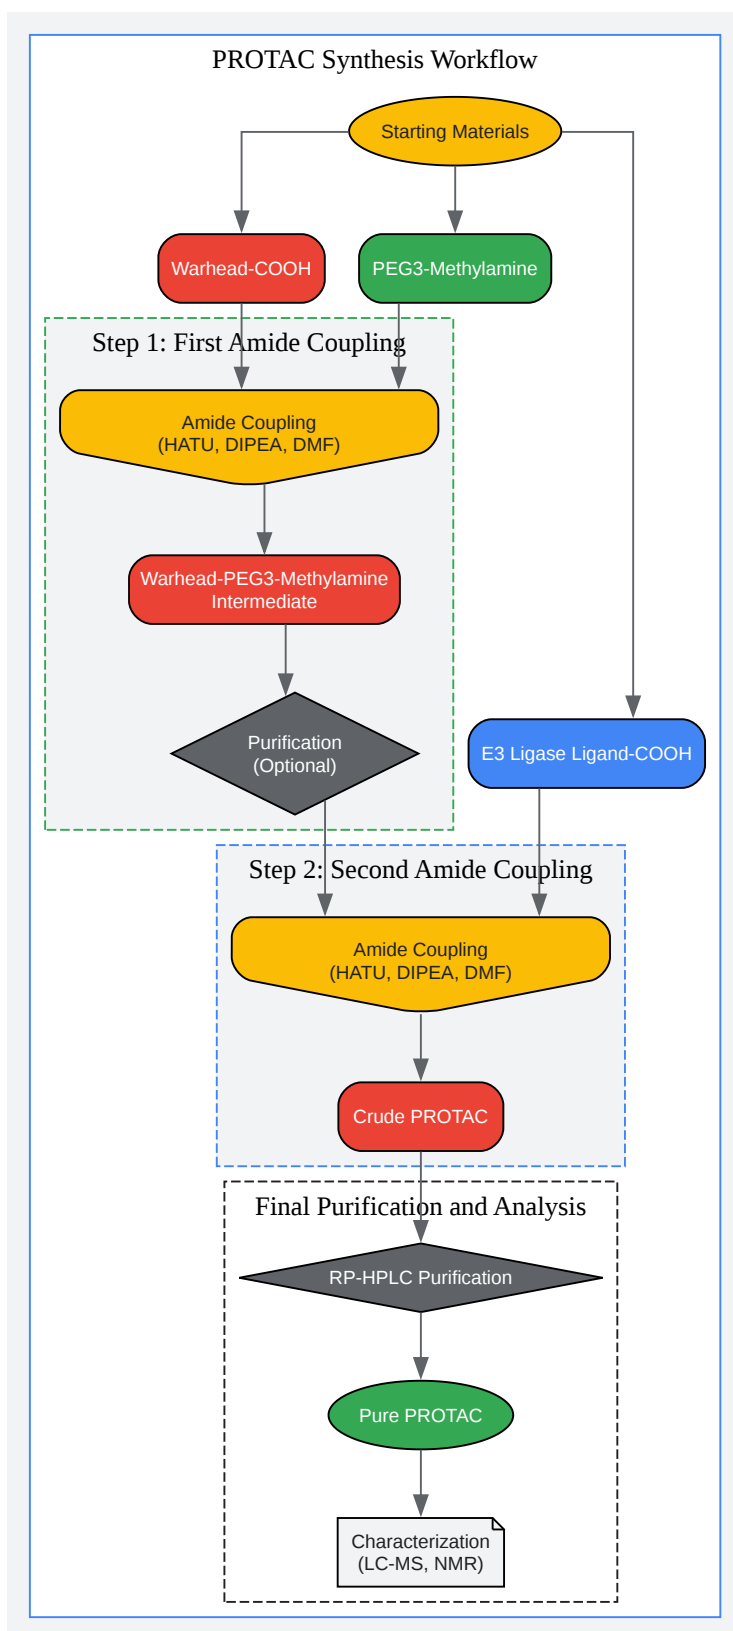 PROTAC Synthesis Workflow
Starting Materials
Warhead-COOH
PEG3-Methylamine
Step 1: First Amide Coupling
Amide Coupling
(HATU, DIPEA, DMF)
Warhead-PEG3-Methylamine
Intermediate
Purification
(Optional)
E3 Ligase Ligand-COOH
Step 2: Second Amide Coupling
Amide Coupling
(HATU, DIPEA, DMF)
Crude PROTAC
Final Purification and Analysis
RP-HPLC Purification
Pure PROTAC
Characterization
(LC-MS, NMR)